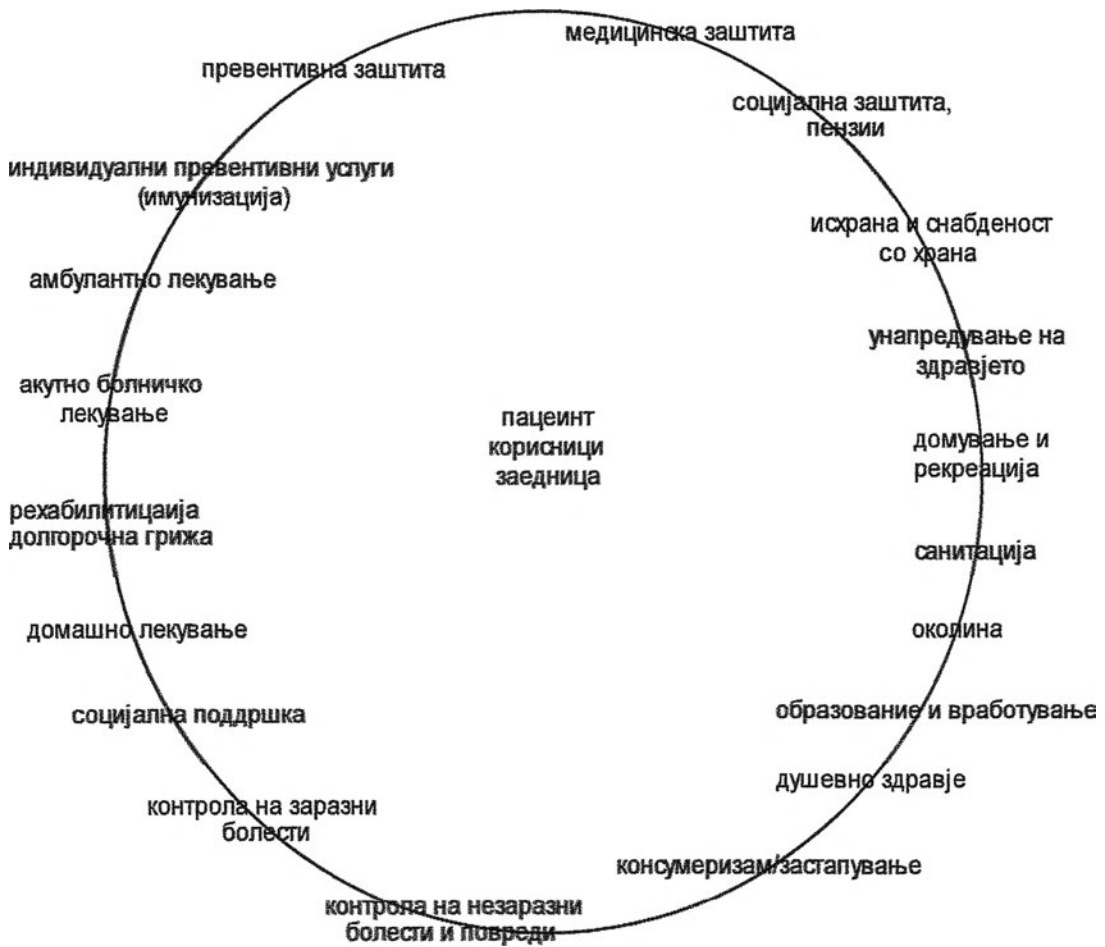 медицинска заштита
превентивна заштита
социјална заштита,
пензии
индивидуални превентивни услуги
(имунизација)
исхрана и снабденост
со храна
амбулантно лекување
унапредување на
здравјето
акутно болничко
лекување
пацеинт
корисници
заедница
домување и
рекреација
рехабилитицаија
долгорочна грижа
санитација
домашно лекување
околина
социјална поддршка
образование и вработување
душевно здравје
контрола на заразни
болести
консумеризам/застапување
контрола на незаразни
болести и повреди